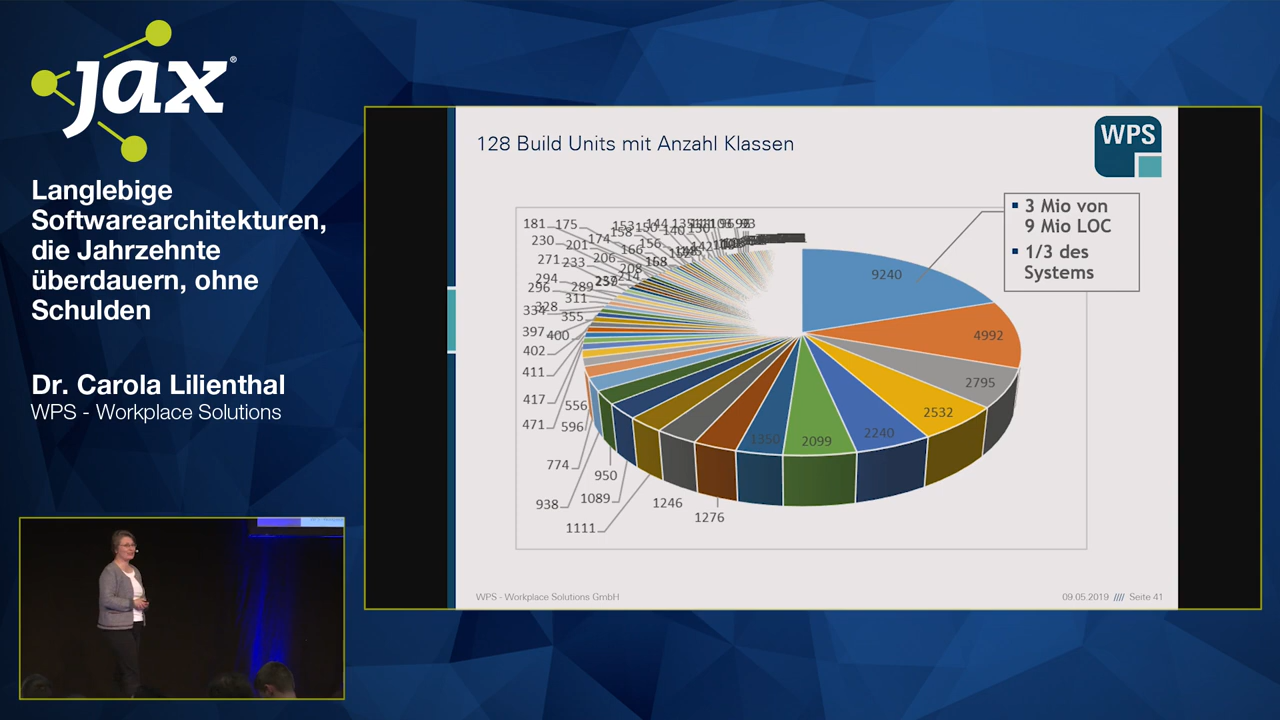 jax®
Langlebige
Softwarearchitekturen,
die Jahrzehnte
überdauern, ohne
Schulden
Dr. Carola Lilienthal
WPS - Workplace Solutions
128 Build Units mit Anzahl Klassen
WPS
3 Mio von
9 Mio LOC
1/3 des
Systems
9240
4992
2795
2532
2240
2099
1350
1276
1246
1111
1089
950
938
774
596
556
471
417
411
402
400
397
355
334
328
311
296
294
289
271
233
230
214
208
206
201
181
175
174
166
158
156
153
150
144
140
WPS - Workplace Solutions GmbH
09.05.2019 //// Seite 41